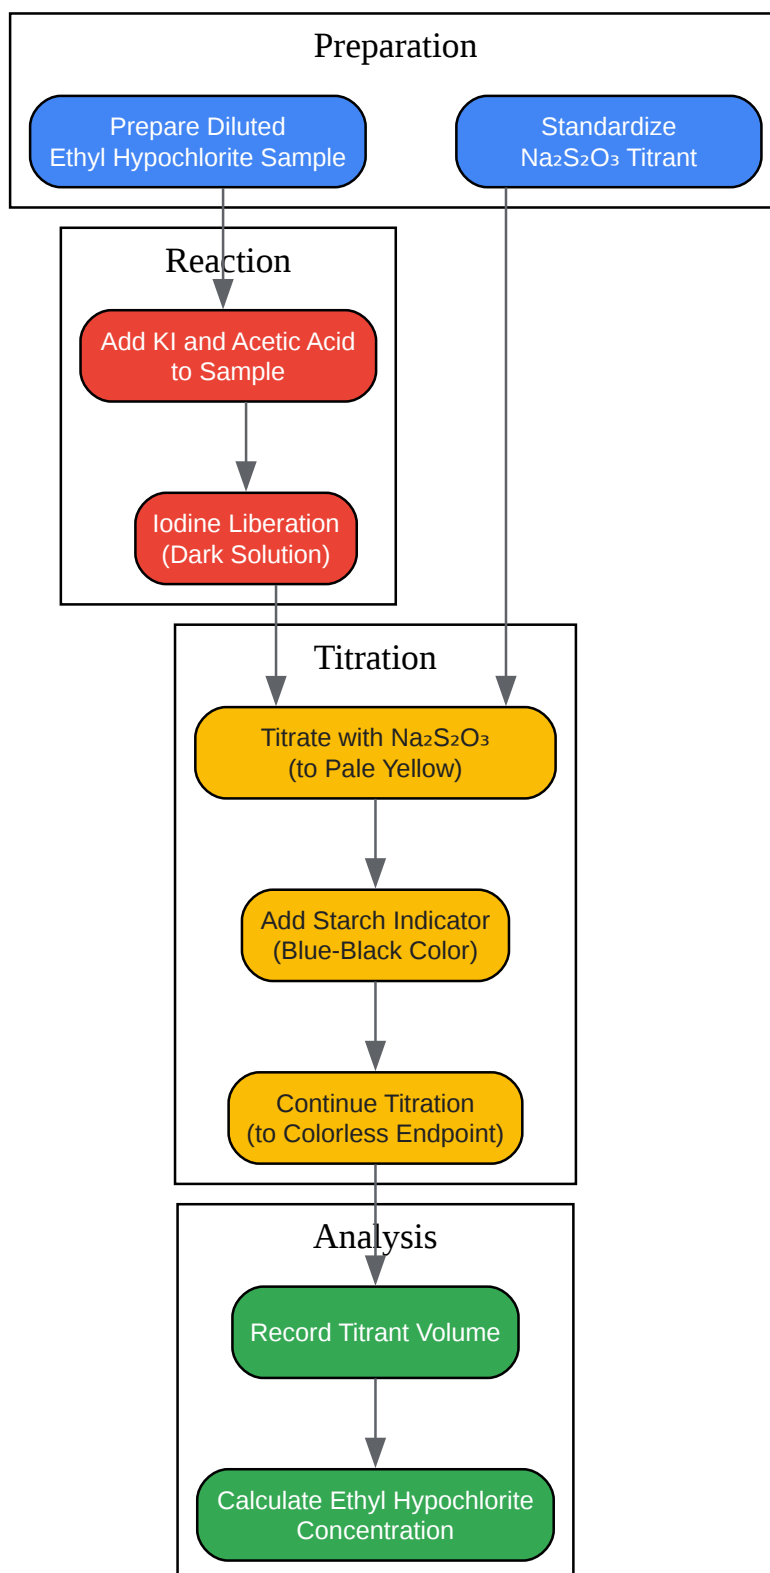 Preparation
Prepare Diluted
Ethyl Hypochlorite Sample
Standardize
Na₂S₂O₃ Titrant
Reaction
Add KI and Acetic Acid
to Sample
Iodine Liberation
(Dark Solution)
Titration
Titrate with Na₂S₂O₃
(to Pale Yellow)
Add Starch Indicator
(Blue-Black Color)
Continue Titration
(to Colorless Endpoint)
Analysis
Record Titrant Volume
Calculate Ethyl Hypochlorite
Concentration